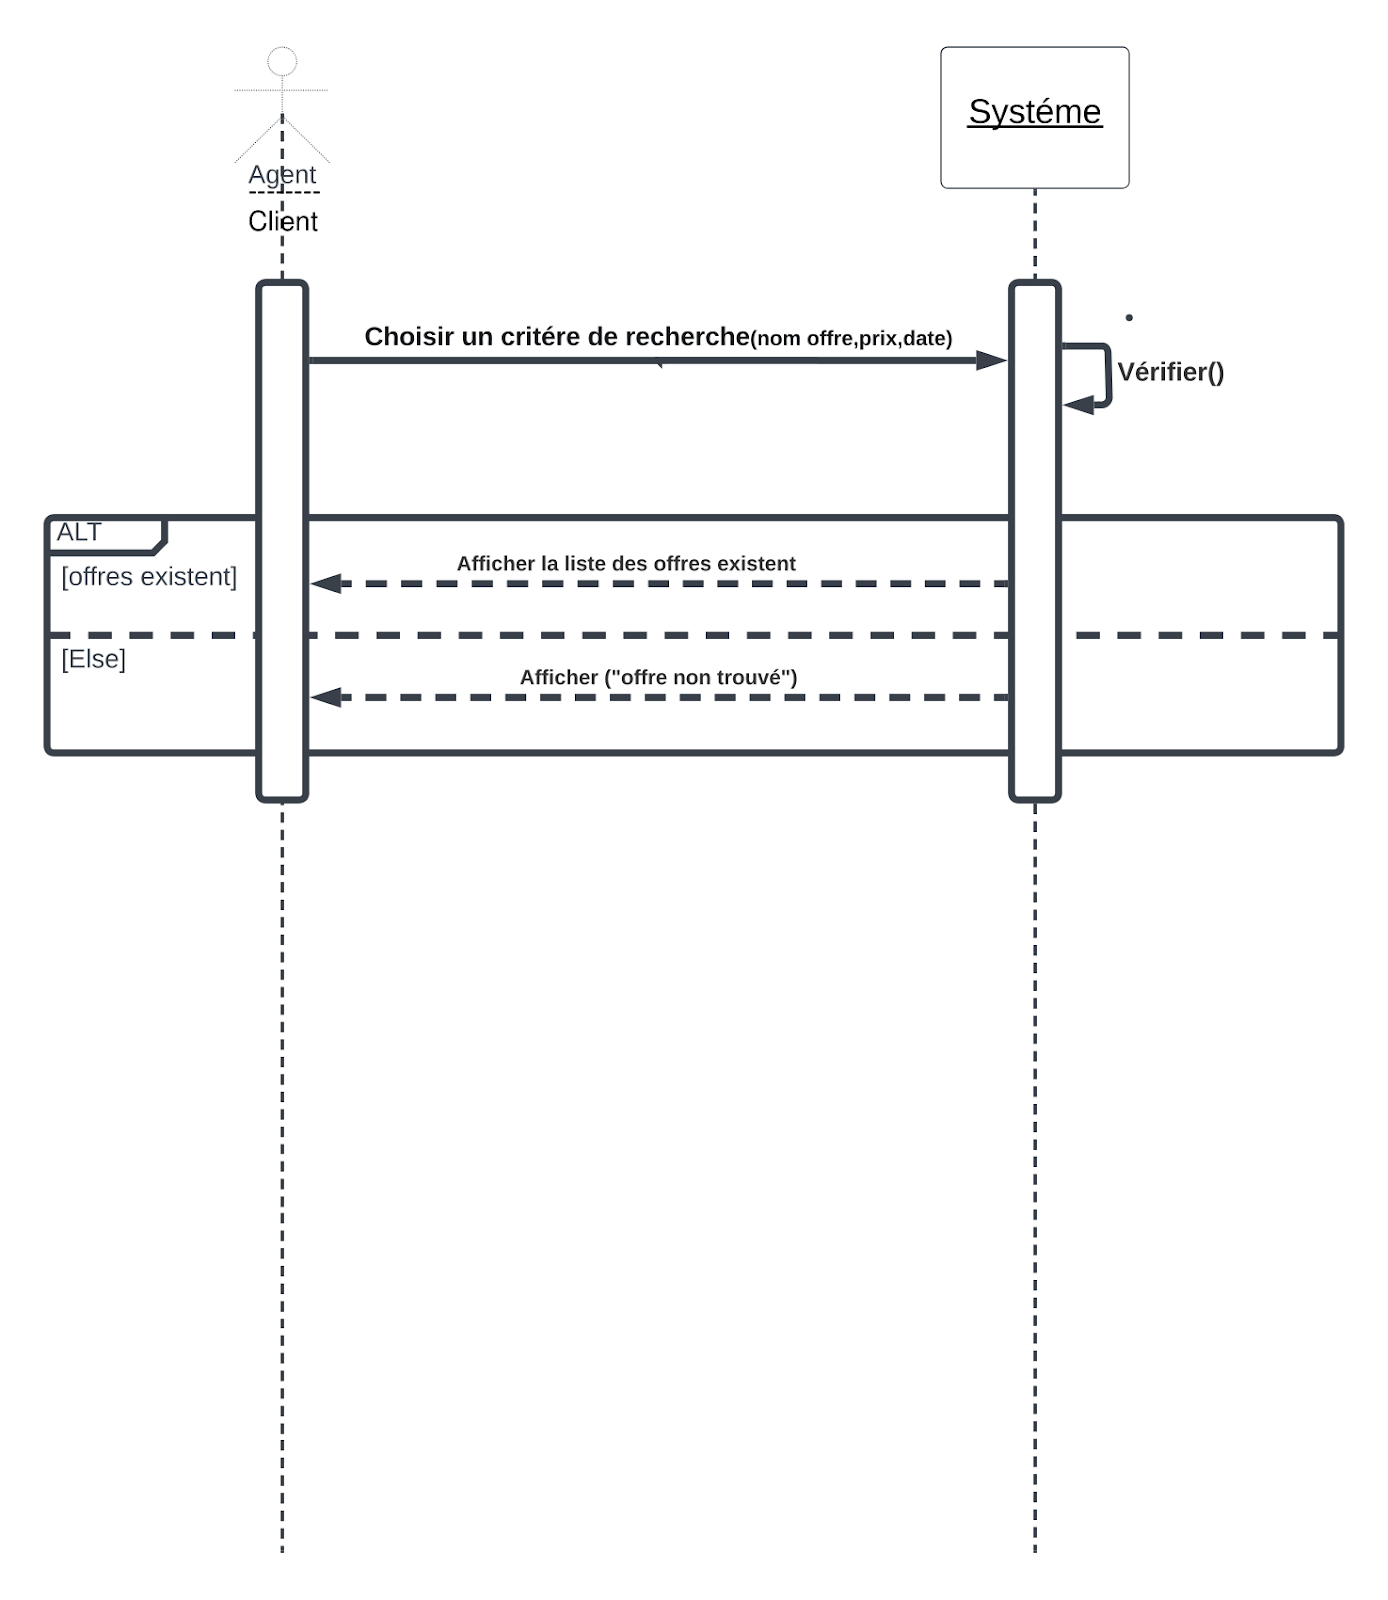 Systéme
Agent
Client
Choisir un critére de recherche(nom offre,prix,date)
Vérifier()
ALT
Afficher la liste des offres existent
[offres existent]
[Else]
Afficher ("offre non trouvé")